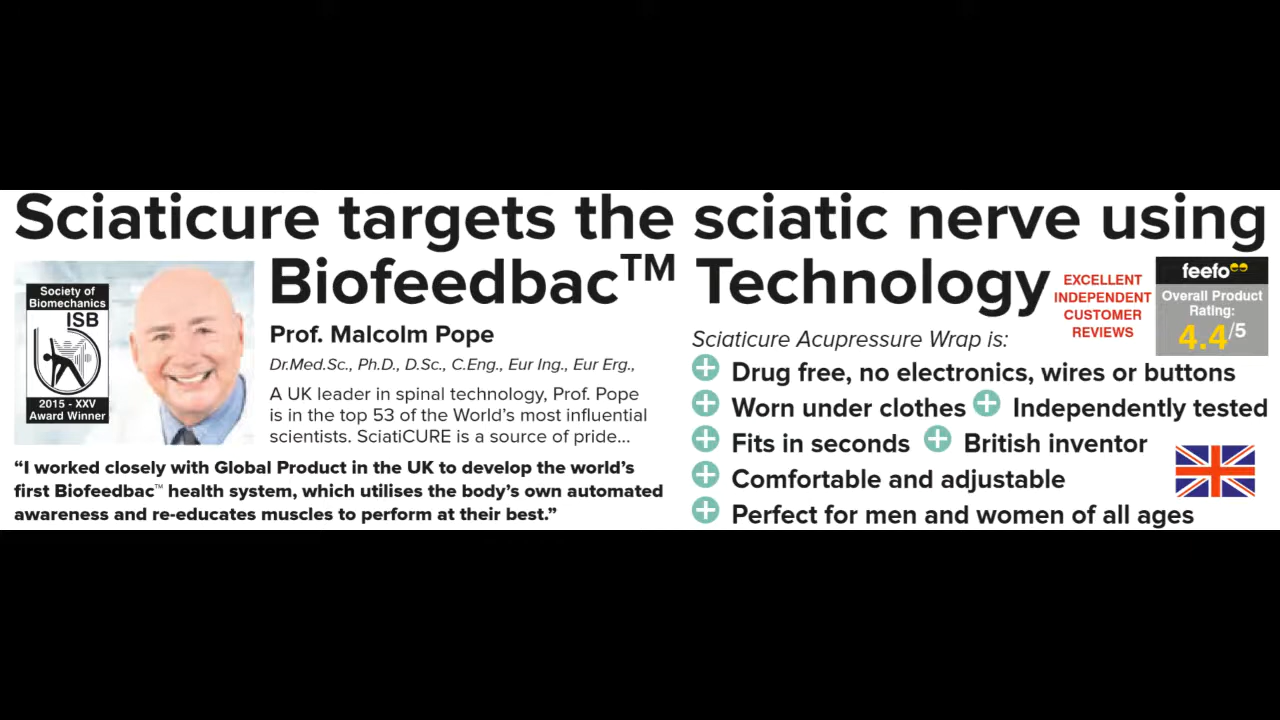 Sciaticure targets the sciatic nerve using
Biofeedbac™ Technology
Society of
Biomechanics
ISB
2015 - XXV
Award Winner
Prof. Malcolm Pope
Dr.Med.Sc., Ph.D., D.Sc., C.Eng., Eur Ing., Eur Erg.,
A UK leader in spinal technology, Prof. Pope
is in the top 53 of the World's most influential
scientists. SciatiCURE is a source of pride...
“I worked closely with Global Product in the UK to develop the world's
first Biofeedbac™ health system, which utilises the body's own automated
awareness and re-educates muscles to perform at their best.”
EXCELLENT
INDEPENDENT
CUSTOMER
REVIEWS
feefo
Overall Product
Rating:
4.4/5
Sciaticure Acupressure Wrap is:
Drug free, no electronics, wires or buttons
Worn under clothes Independently tested
Fits in seconds British inventor
Comfortable and adjustable
Perfect for men and women of all ages